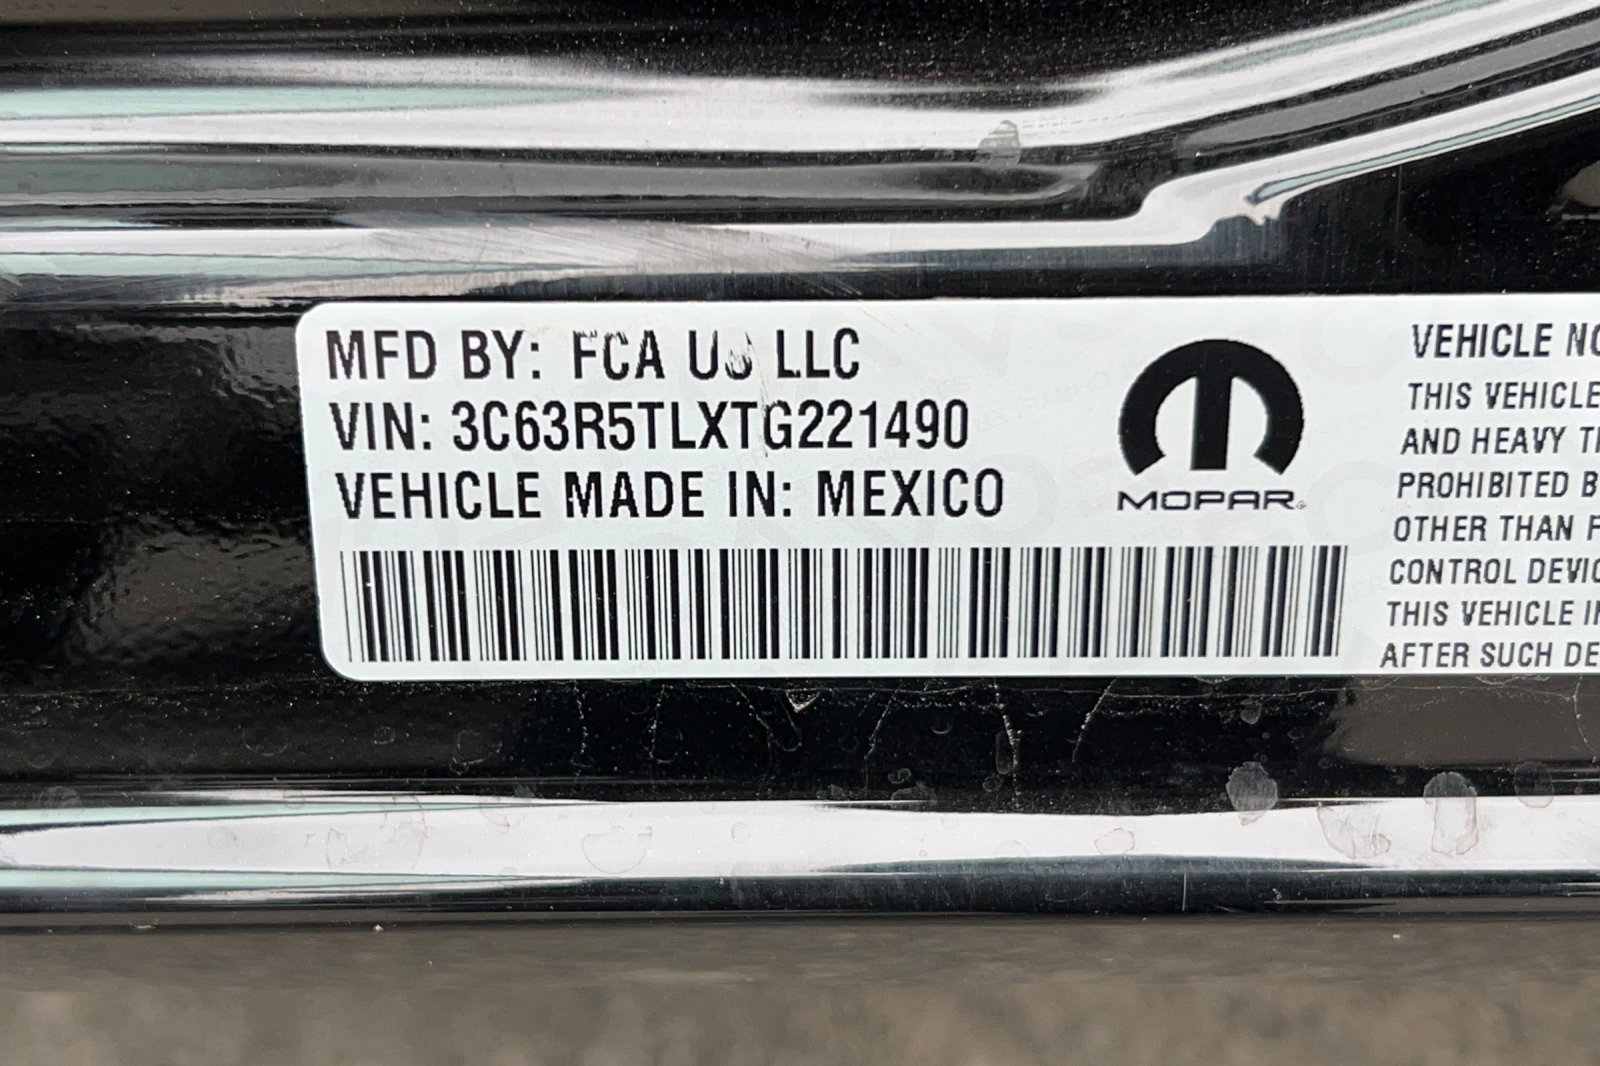 MFD BY: FCA US LLC
VIN: 3C63R5TLXTG221490
VEHICLE MADE IN: MEXICO
MOPAR
VEHICLE
THIS VEHICLE
AND HEAVY
PROHIBITED
OTHER THAN
CONTROL
THIS VEHICLE
AFTER SUCH